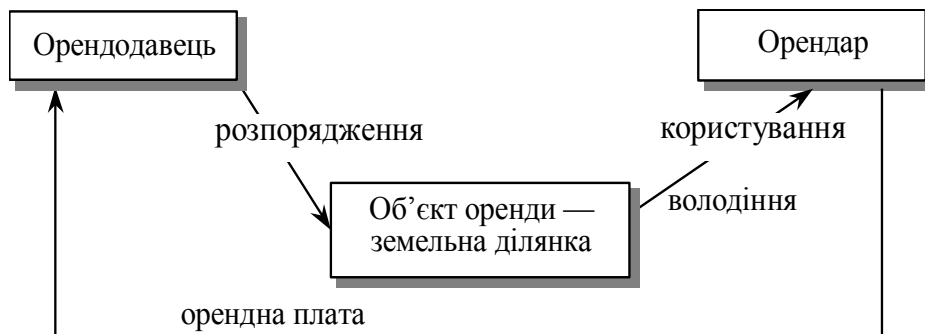 Орендодавець
Орендар
розпорядження
користування
володіння
Об’єкт оренди —
земельна ділянка
орендна плата